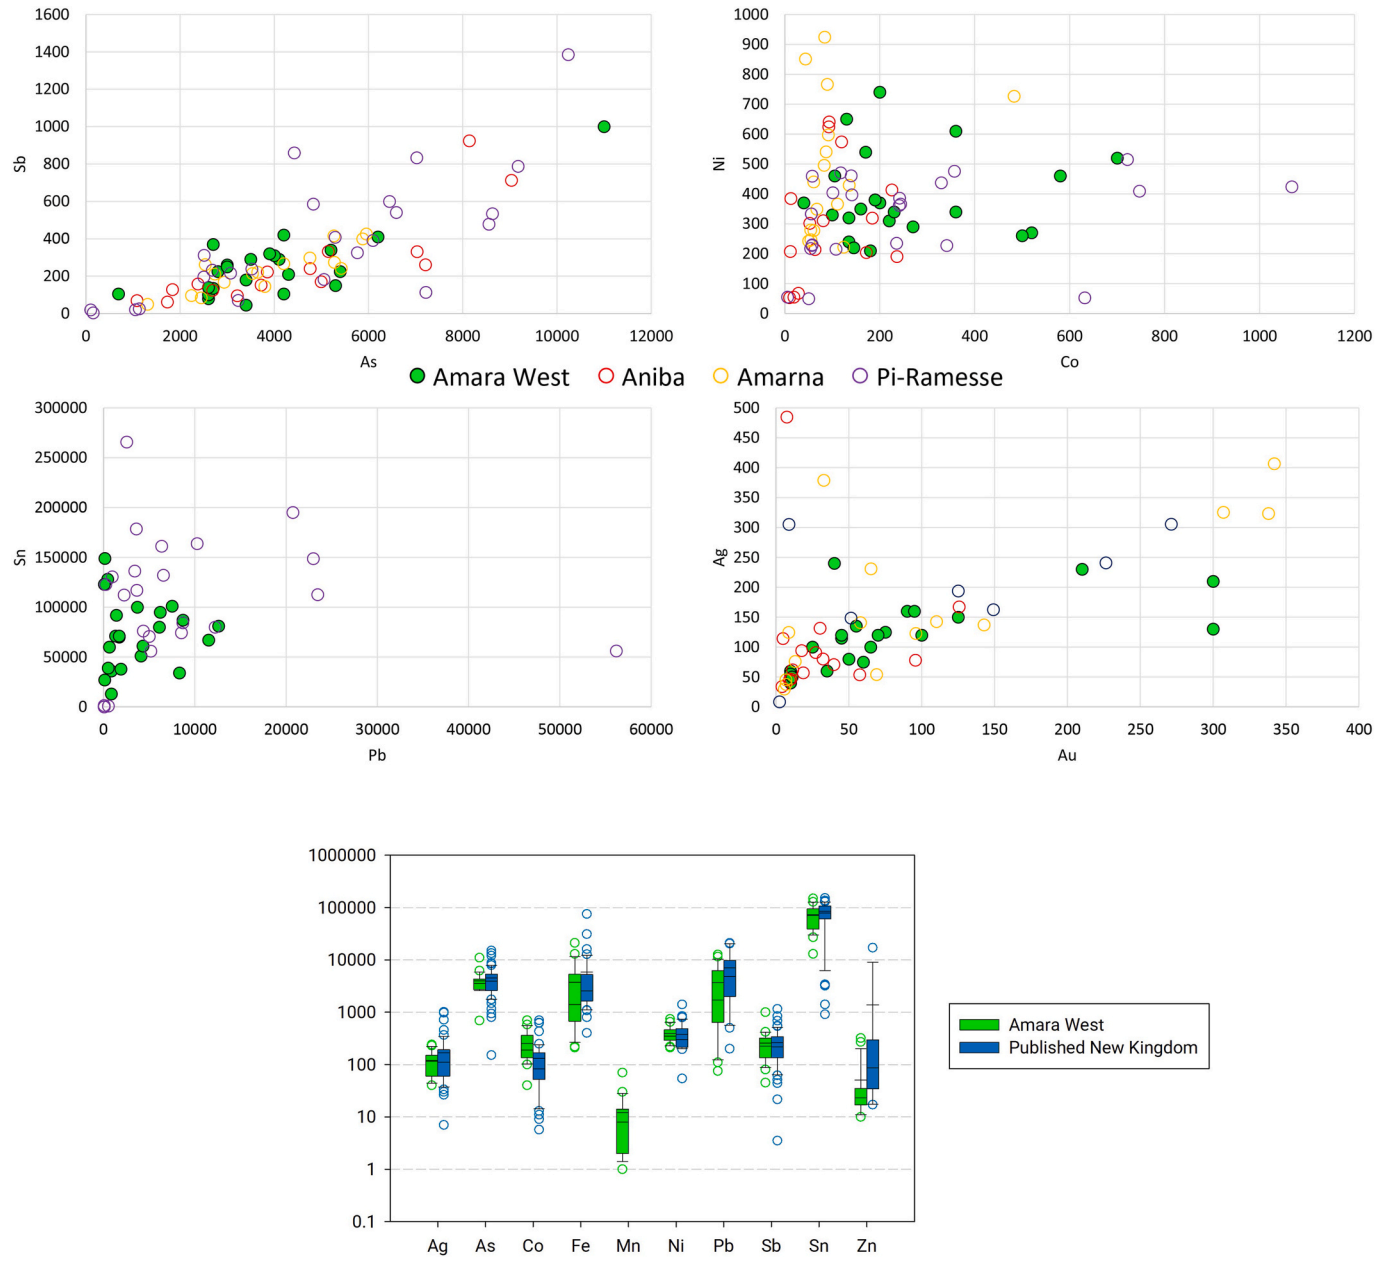 1600
1400
1200
1000
800
600
400
200
0
Sb
0 2000 4000 6000 8000 10000 12000
As
1000
900
800
700
600
500
400
300
200
100
0
Ni
0 200 400 600 800 1000 1200
Co
Amara West Aniba Amarna Pi-Ramesse
300000
250000
200000
150000
100000
50000
0
Sn
0 10000 20000 30000 40000 50000 60000
Pb
500
450
400
350
300
250
200
150
100
50
0
Ag
0 50 100 150 200 250 300 350 400
Au
1000000
100000
10000
1000
100
10
1
0.1
Ag As Co Fe Mn Ni Pb Sb Sn Zn
Amara West
Published New Kingdom